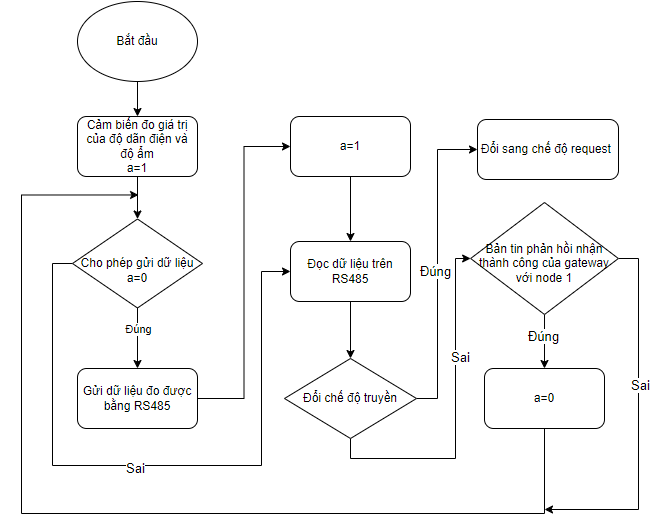 Bắt đầu
Cảm biến đo giá trị
của độ dẫn điện và
độ ẩm
a=1
Cho phép gửi dữ liệu
a=0
Đúng
Gửi dữ liệu đo được
bằng RS485
Sai
a=1
Đọc dữ liệu trên
RS485
Đổi chế độ truyền
Đúng
Sai
Đổi sang chế độ request
Bản tin phản hồi nhận
thành công của gateway
với node 1
Đúng
Sai
a=0